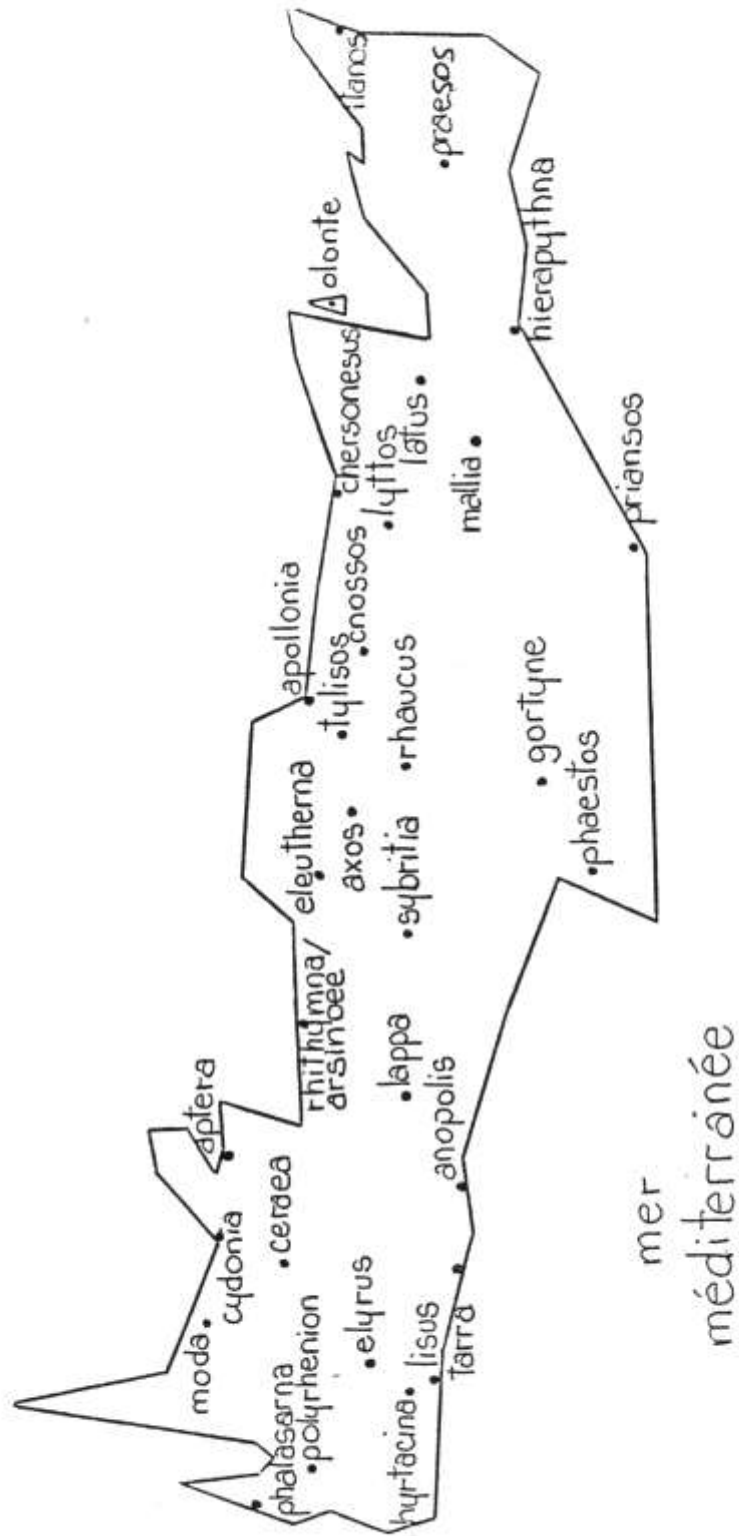 moda
cydonia
aptera
phalasarna
polyrhenion
ceraea
elyrus
hyrtacina
lisus
tarra
anopolis
lappa
rhithymna/
arsinoee
eleutherna
axos
sybritia
apollonia
tylisos
cnossos
rhaucus
gortyne
phaestos
chersonesus
lyttos
latus
mallia
priansos
olonte
hierapythna
itanos
praesos
mer
méditerranée